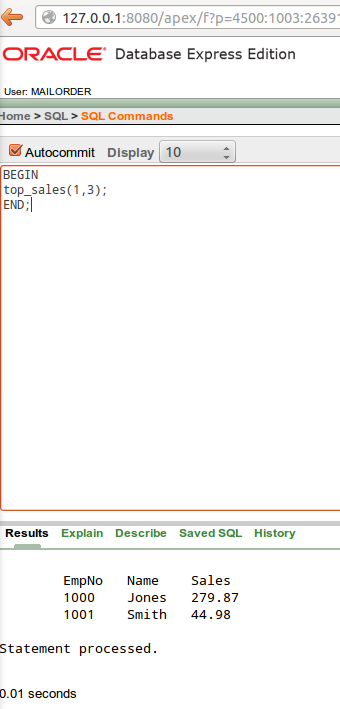 127.0.0.1:8080/apex/f?p=4500:1003:26391
ORACLE Database Express Edition
User: MAILORDER
Home > SQL > SQL Commands
Autocommit Display 10
BEGIN
top_sales(1,3);
END;
Results Explain Describe Saved SQL History
EmpNo Name Sales
1000 Jones 279.87
1001 Smith 44.98
Statement processed.
0.01 seconds